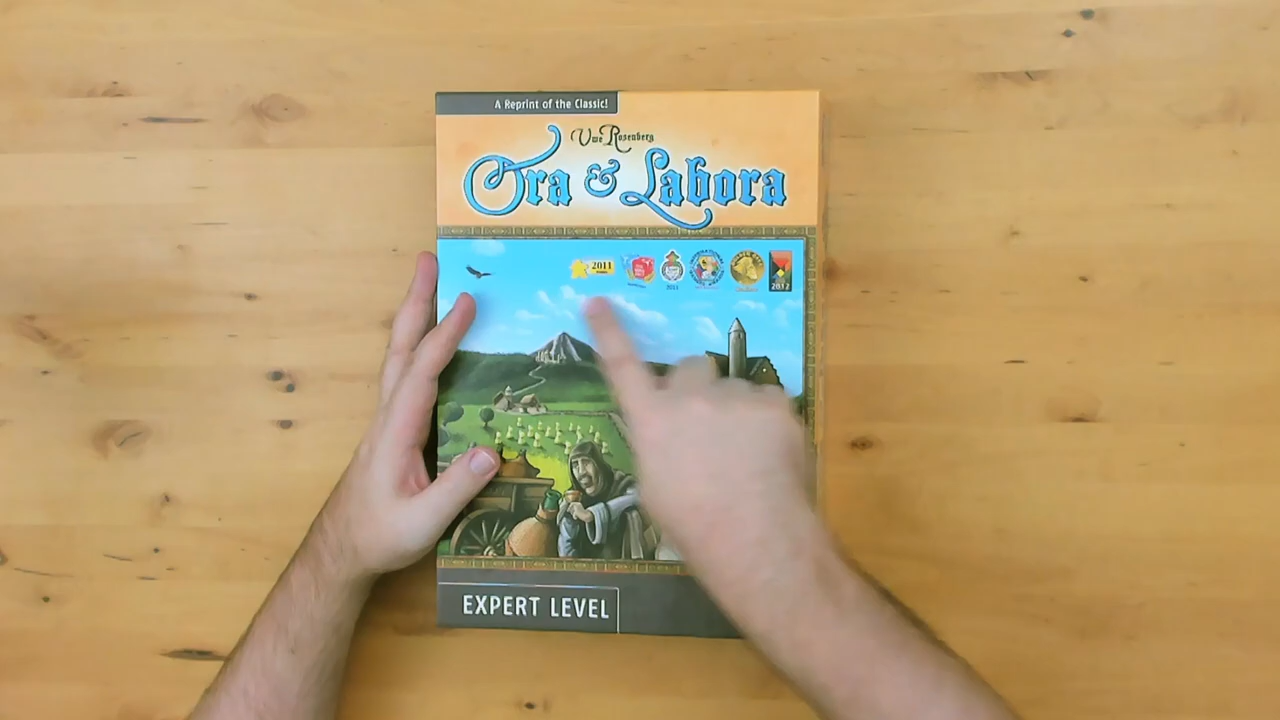 A Reprint of the Classic!
Uwe Rosenberg
Ora & Labora
2011
2011
2012
EXPERT LEVEL